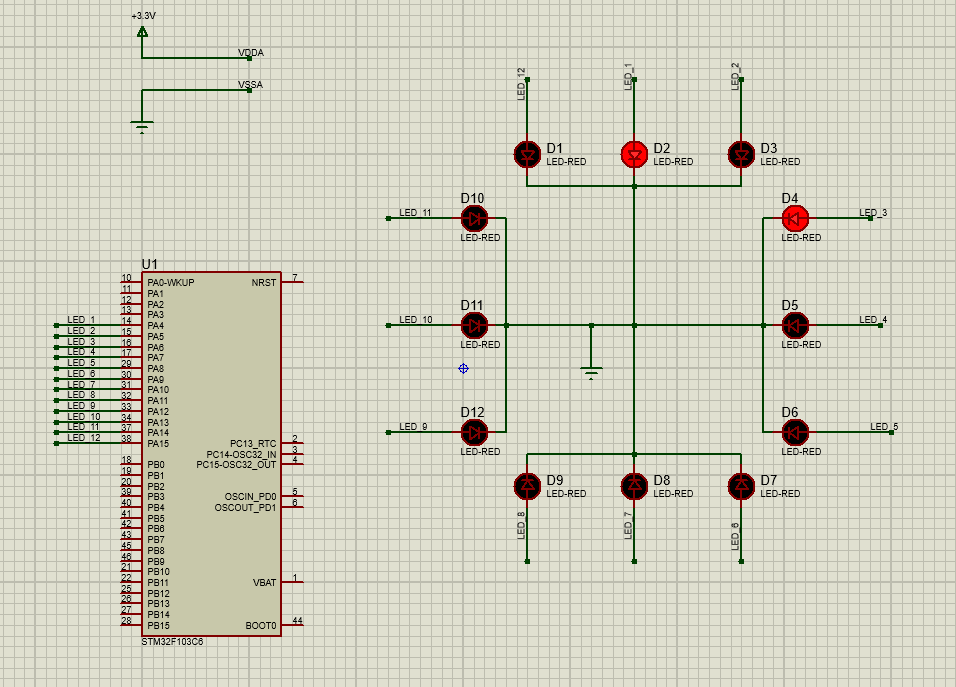 +3.3V
VDDA
VSSA
LED_12
LED_1
LED_2
D1
LED-RED
D2
LED-RED
D3
LED-RED
D10
LED_11
LED-RED
D4
LED_3
LED-RED
D11
LED_10
LED-RED
D5
LED_4
LED-RED
D12
LED_9
LED-RED
D6
LED_5
LED-RED
D9
LED-RED
D8
LED-RED
D7
LED-RED
LED_8
LED_7
LED_6
U1
10 PA0-WKUP NRST 7
11 PA1
12 PA2
13 PA3
LED_1 14 PA4
LED_2 15 PA5
LED_3 16 PA6
LED_4 17 PA7
LED_5 29 PA8
LED_6 30 PA9
LED_7 31 PA10
LED_8 32 PA11
LED_9 33 PA12
LED_10 34 PA13
LED_11 37 PA14
LED_12 38 PA15
PC13_RTC 2
PC14-OSC32_IN 3
PC15-OSC32_OUT 4
18 PB0
19 PB1
20 PB2
39 PB3 OSCIN_PD0 5
40 PB4 OSCOUT_PD1 6
41 PB5
42 PB6
43 PB7
45 PB8
46 PB9
21 PB10
22 PB11 VBAT 1
25 PB12
26 PB13
27 PB14
28 PB15 BOOT0 44
STM32F103C6